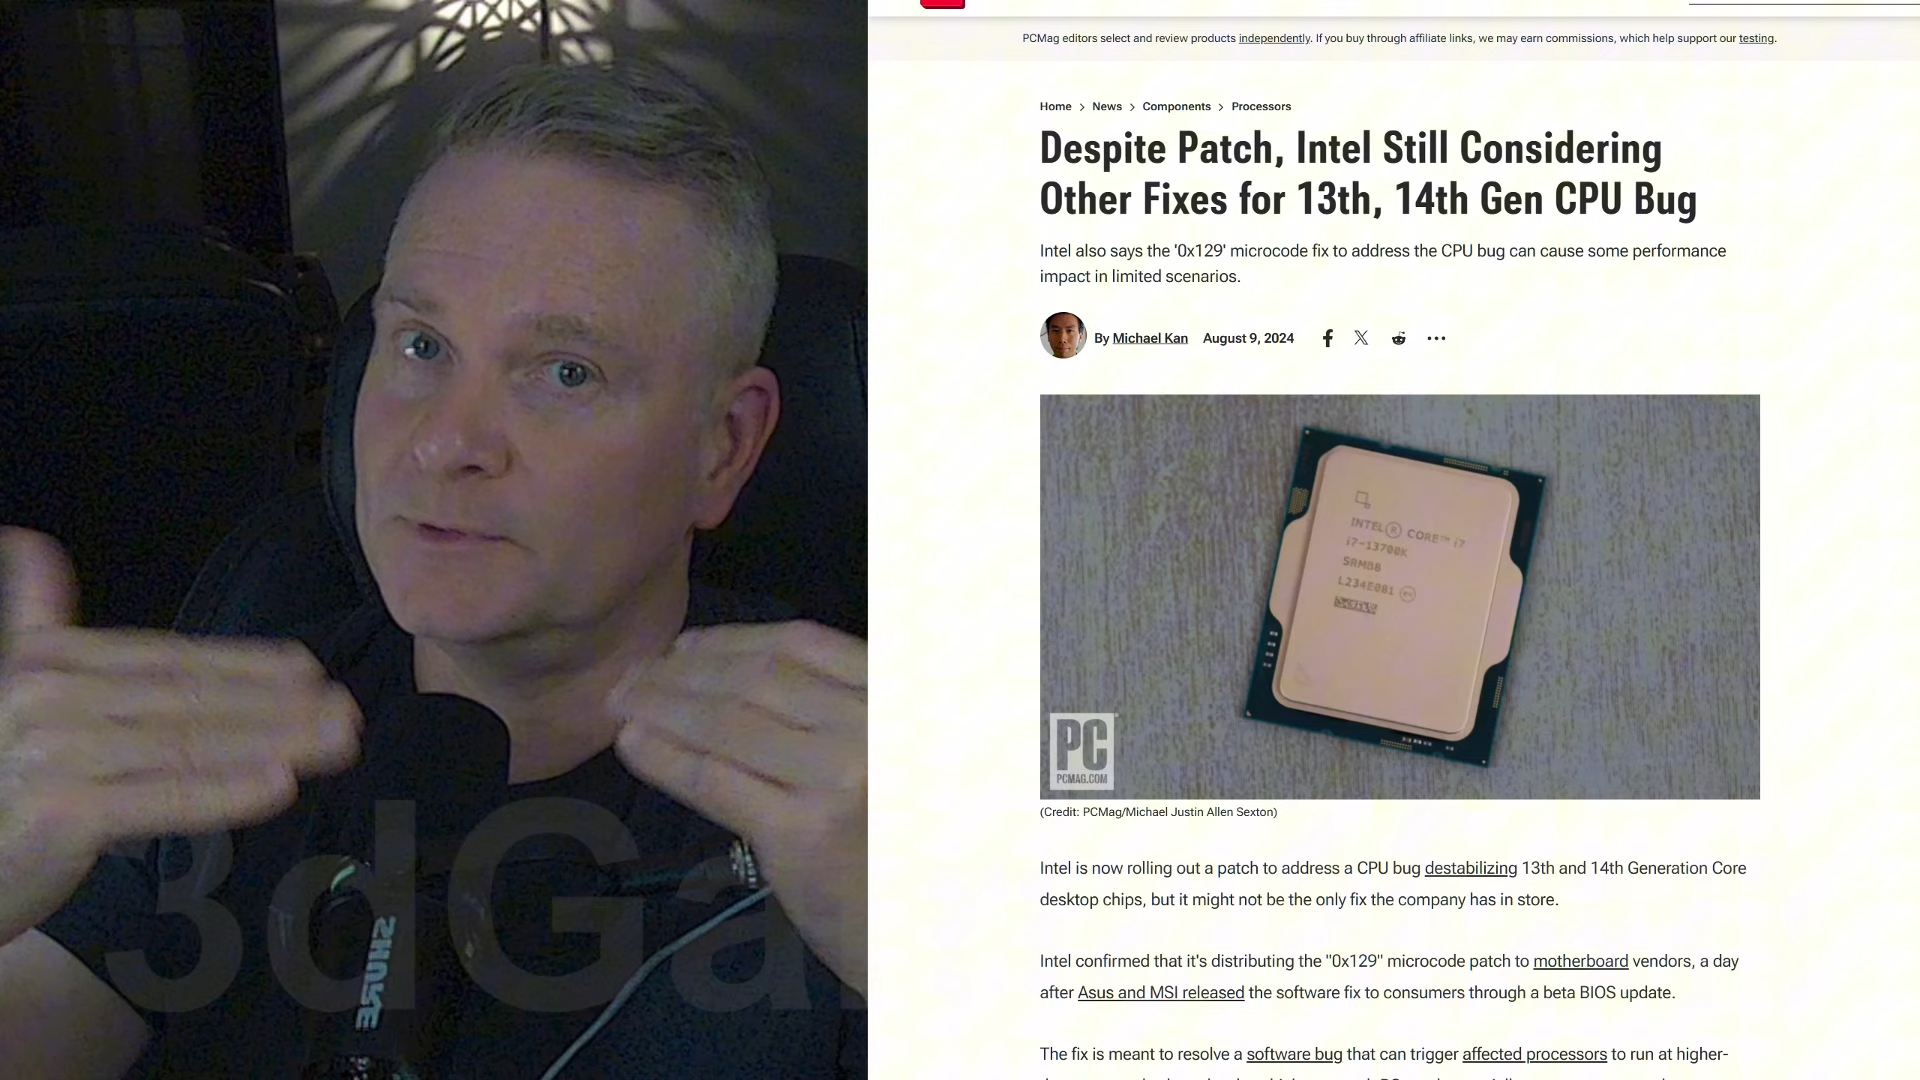 PCMag editors select and review products independently. If you buy through affiliate links, we may earn commissions, which help support our testing.
Home > News > Components > Processors
Despite Patch, Intel Still Considering
Other Fixes for 13th, 14th Gen CPU Bug
Intel also says the '0x129' microcode fix to address the CPU bug can cause some performance
impact in limited scenarios.
By Michael Kan August 9, 2024
INTEL® CORE™ i7
i7-13700K
SRMB8
L234E081
PC
PCMAG.COM
(Credit: PCMag/Michael Justin Allen Sexton)
Intel is now rolling out a patch to address a CPU bug destabilizing 13th and 14th Generation Core
desktop chips, but it might not be the only fix the company has in store.
Intel confirmed that it's distributing the "0x129" microcode patch to motherboard vendors, a day
after Asus and MSI released the software fix to consumers through a beta BIOS update.
The fix is meant to resolve a software bug that can trigger affected processors to run at higher-
3dGa
SHURE